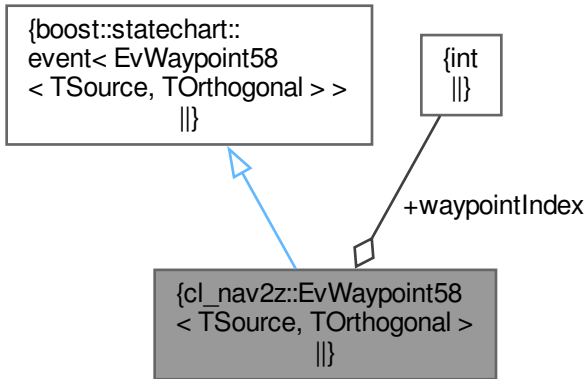 {boost::statechart::
event< EvWaypoint58
< TSource, TOrthogonal > >
||}
{int
||}
+waypointIndex
{cl_nav2z::EvWaypoint58
< TSource, TOrthogonal >
||}